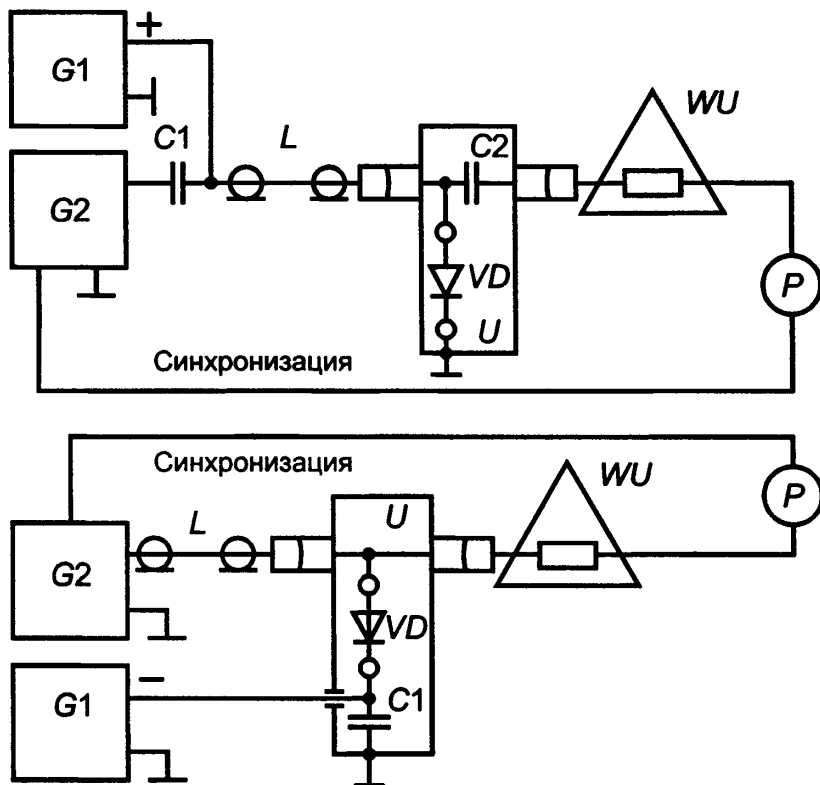 +
G1
C1
L
C2
WU
G2
VD
P
U
Синхронизация
Синхронизация
WU
L
U
P
G2
VD
−
G1
C1